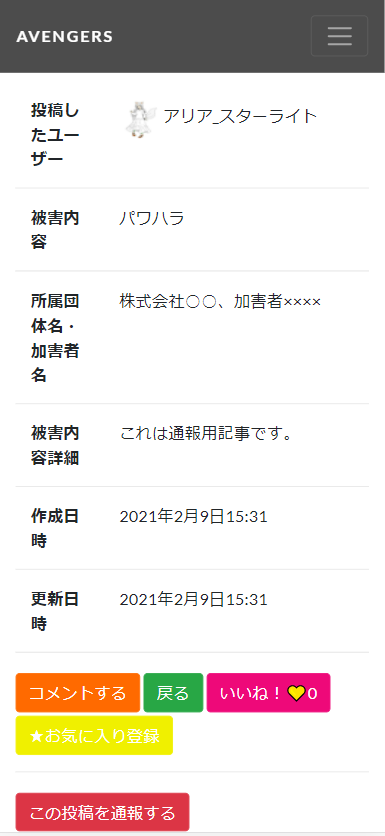 AVENGERS
投稿し アリア_スターライト
たユー
ザー
被害内 パワハラ
容
所属団 株式会社〇〇、加害者××××
体名・
加害者
名
被害内 これは通報用記事です。
容詳細
作成日 2021年2月9日15:31
時
更新日 2021年2月9日15:31
時
コメントする 戻る いいね！💛0
★お気に入り登録
この投稿を通報する